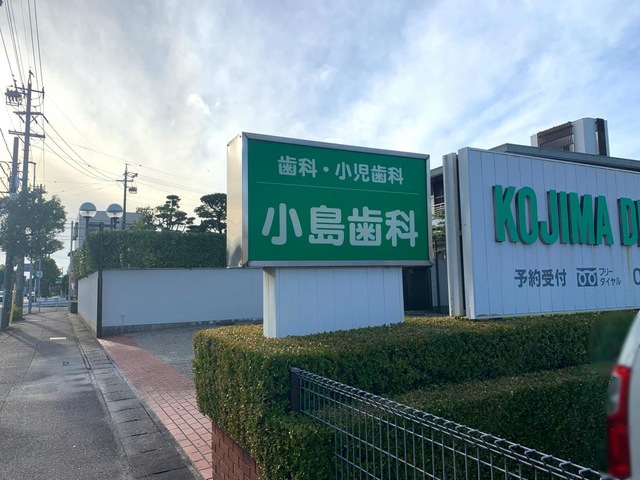 歯科・小児歯科
小島歯科
KOJIMA
予約受付 フリー
ダイヤル